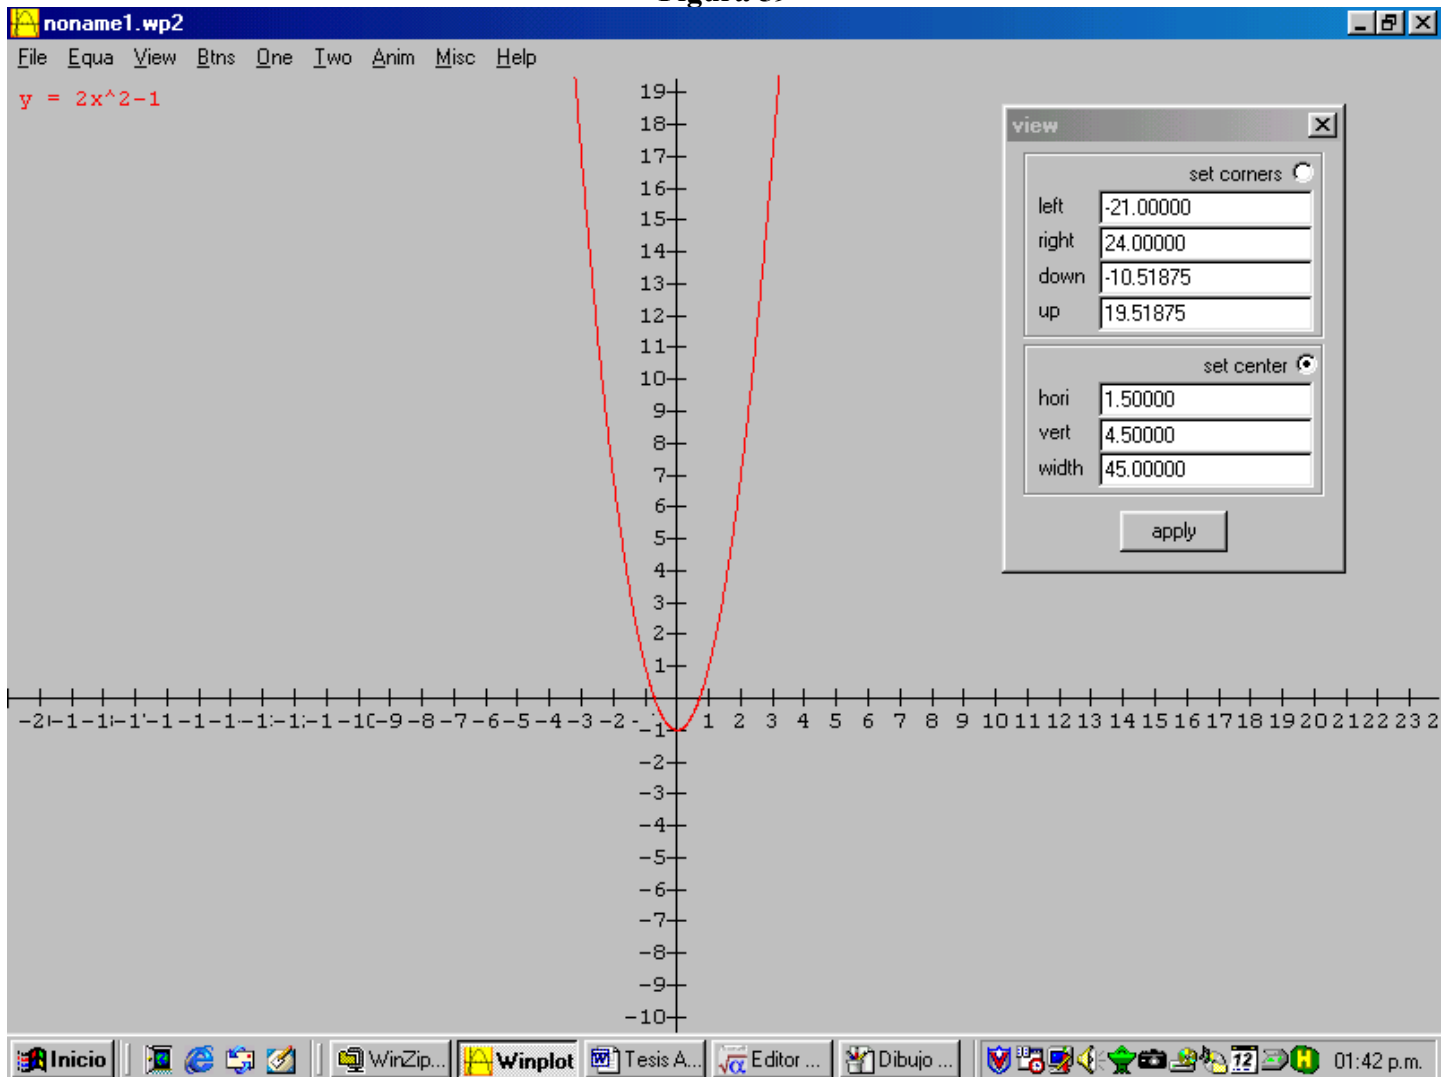 noname1.wp2
File Equa View Btns One Two Anim Misc Help
y = 2x^2-1
19
18
17
16
15
14
13
12
11
10
9
8
7
6
5
4
3
2
1
-9 -8 -7 -6 -5 -4 -3 -2 1 2 3 4 5 6 7 8 9 10 11 12 13 14 15 16 17 18 19 20 21 22 23 2
-1
-2
-3
-4
-5
-6
-7
-8
-9
-10
view
set corners
left -21.00000
right 24.00000
down -10.51875
up 19.51875
set center
hori 1.50000
vert 4.50000
width 45.00000
apply
Inicio WinZip... Winplot Tesis A... Editor ... Dibujo ... 12 H 01:42 p.m.